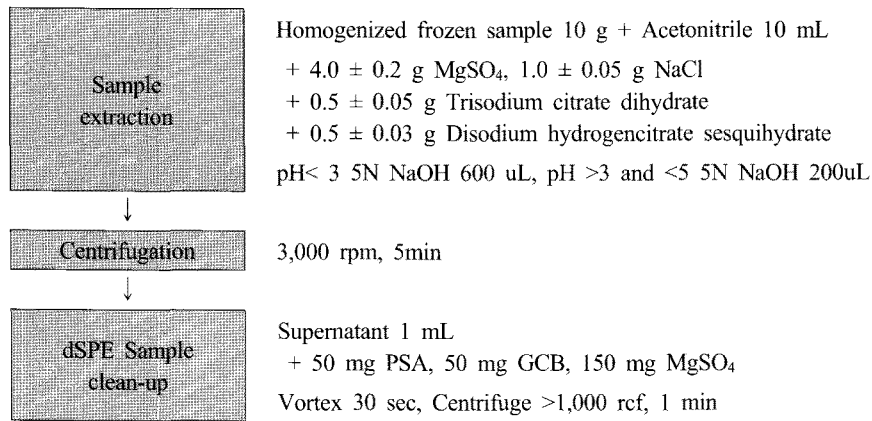 Sample
extraction
Homogenized frozen sample 10 g + Acetonitrile 10 mL
+ 4.0 ± 0.2 g MgSO₄, 1.0 ± 0.05 g NaCl
+ 0.5 ± 0.05 g Trisodium citrate dihydrate
+ 0.5 ± 0.03 g Disodium hydrogencitrate sesquihydrate
pH< 3 5N NaOH 600 uL, pH >3 and <5 5N NaOH 200uL
↓
Centrifugation
3,000 rpm, 5min
↓
dSPE Sample
clean-up
Supernatant 1 mL
+ 50 mg PSA, 50 mg GCB, 150 mg MgSO₄
Vortex 30 sec, Centrifuge >1,000 rcf, 1 min